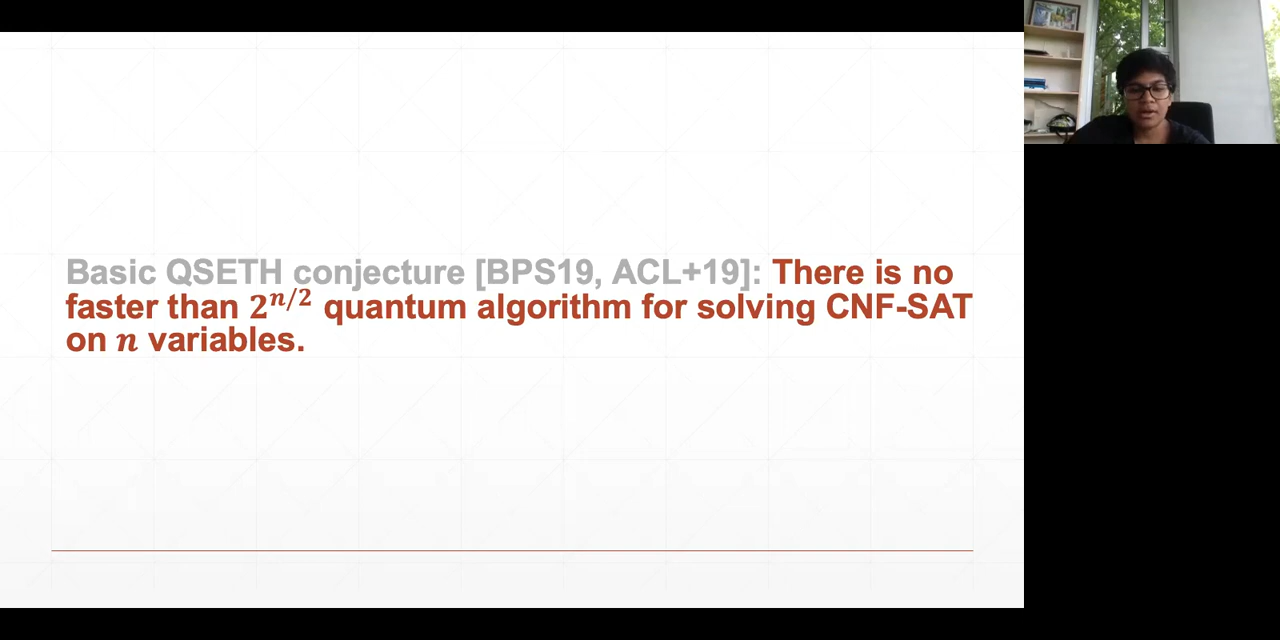 Basic QSETH conjecture [BPS19, ACL+19]: There is no
faster than 2^{n/2} quantum algorithm for solving CNF-SAT
on n variables.